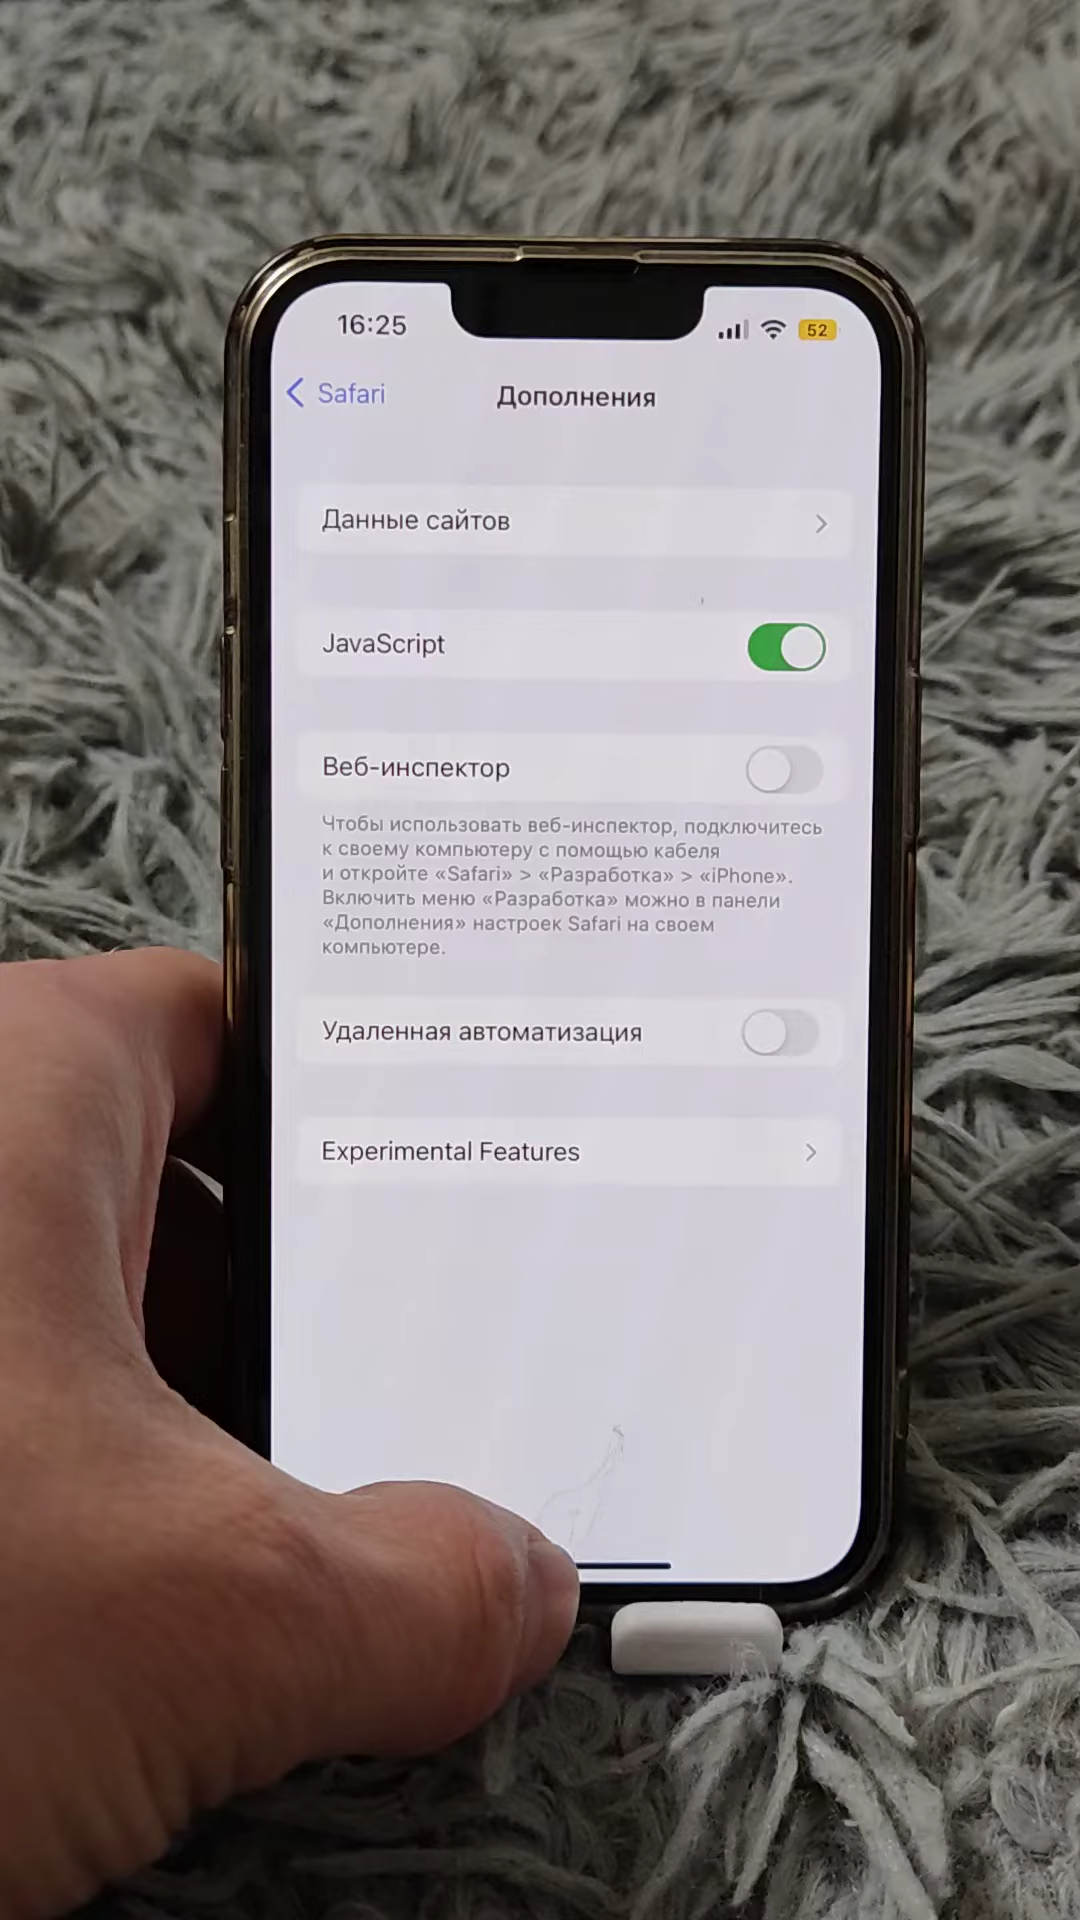 16:25
52
Safari
Дополнения
Данные сайтов
JavaScript
Веб-инспектор
Чтобы использовать веб-инспектор, подключитесь
к своему компьютеру с помощью кабеля
и откройте «Safari» > «Разработка» > «iPhone».
Включить меню «Разработка» можно в панели
«Дополнения» настроек Safari на своем
компьютере.
Удаленная автоматизация
Experimental Features